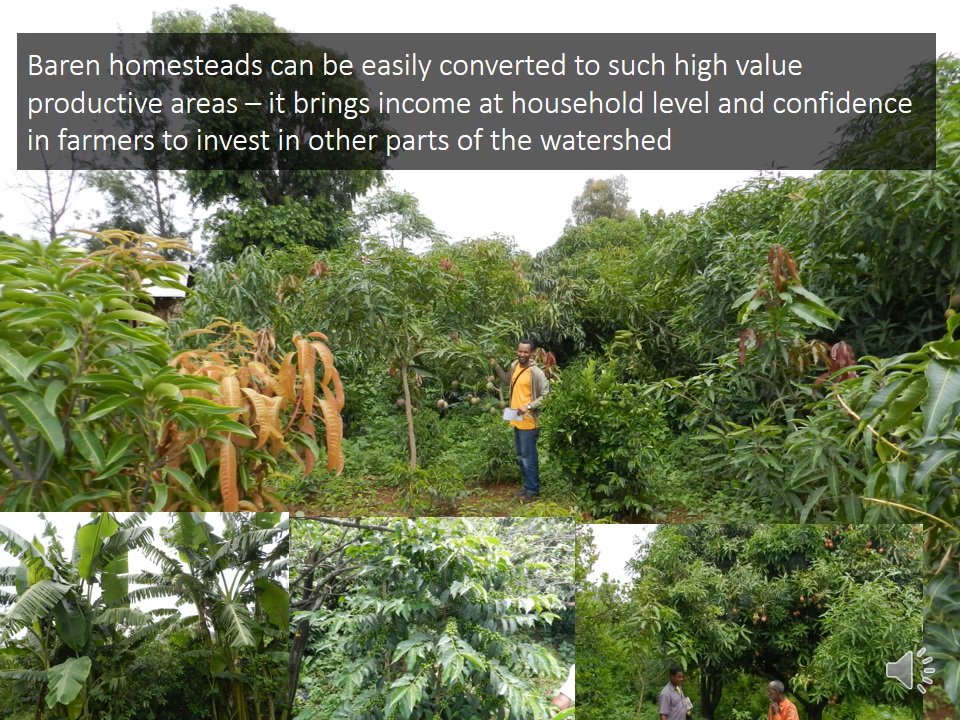 Baren homesteads can be easily converted to such high value
productive areas – it brings income at household level and confidence
in farmers to invest in other parts of the watershed